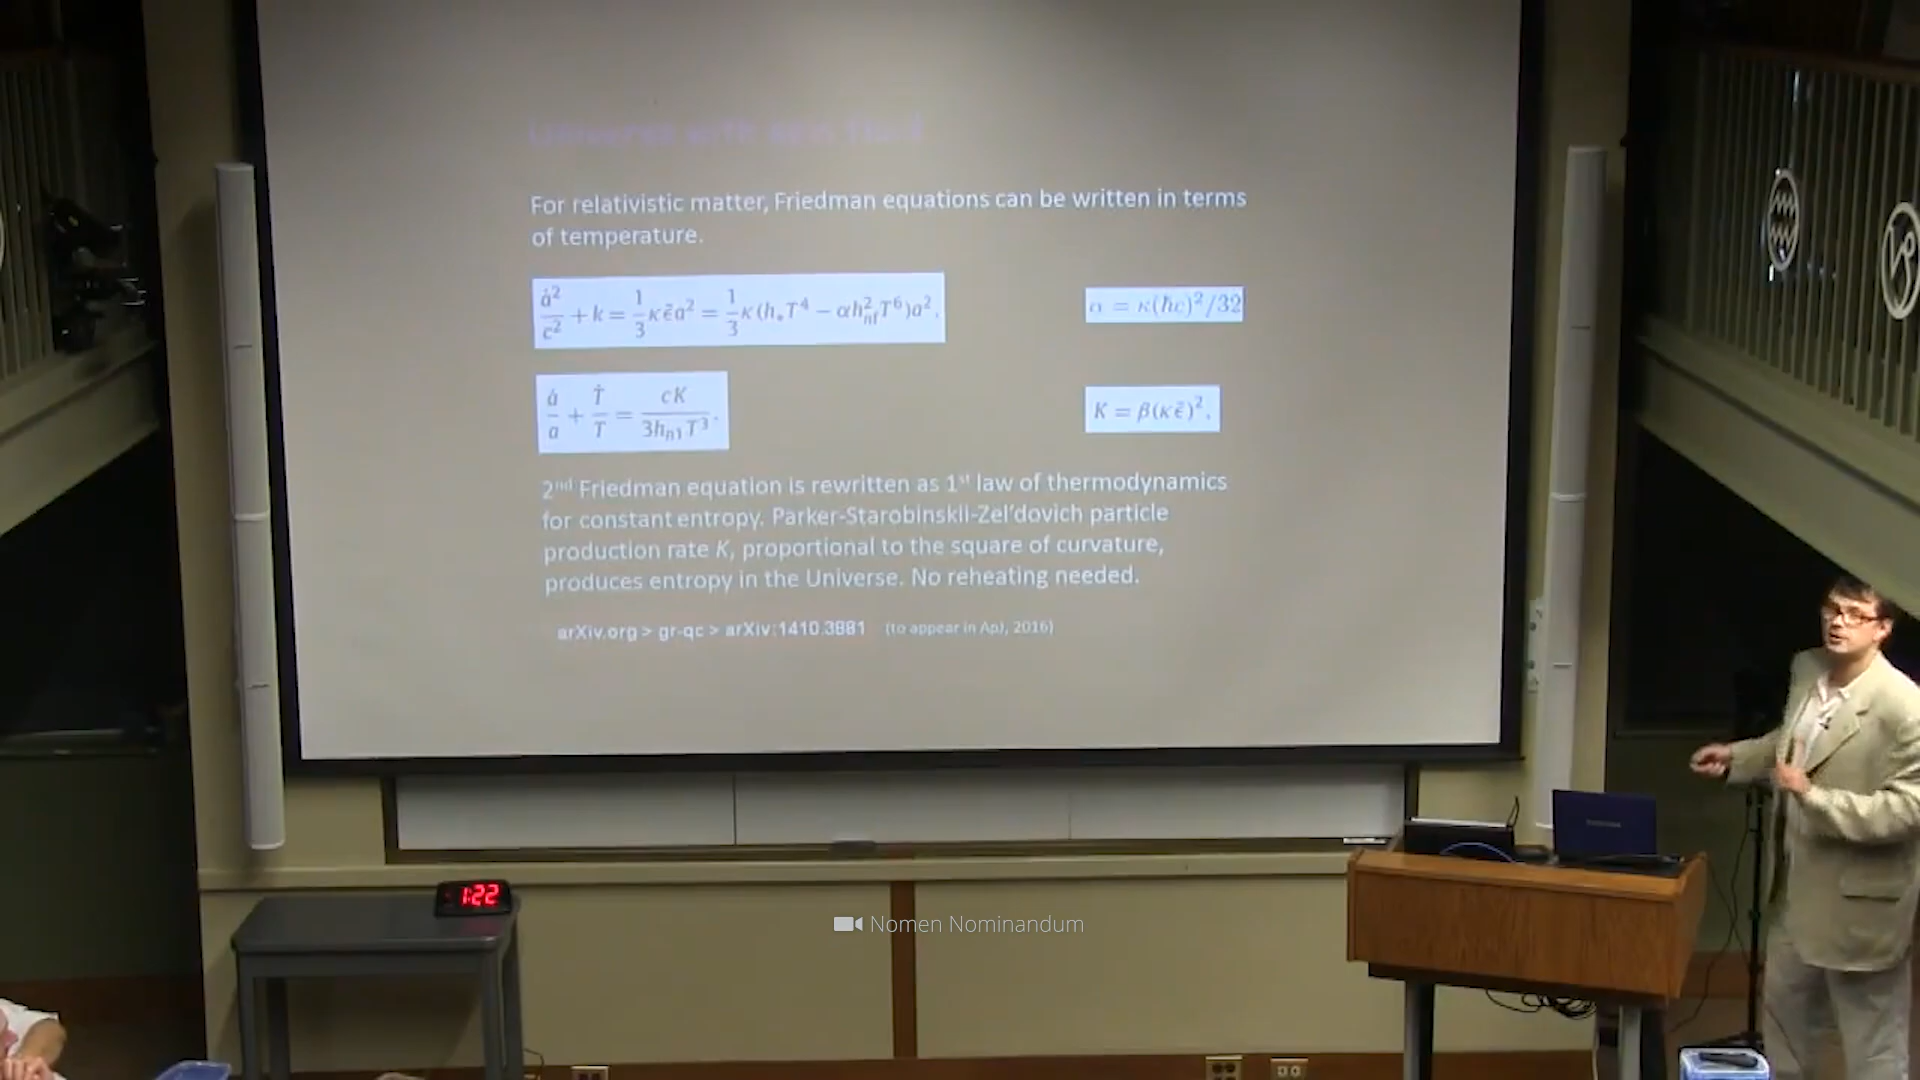 Universe with spin fluid
For relativistic matter, Friedman equations can be written in terms
of temperature.
ȧ²/c² + k = 1/3 κε̃a² = 1/3 κ(h⋆T⁴ − αh²ₙfT⁶)a².
α = κ(ħc)²/32
ȧ/a + Ṫ/T = cK/3hₙ₁T³.
K = β(κε̃)².
2ⁿᵈ Friedman equation is rewritten as 1ˢᵗ law of thermodynamics
for constant entropy. Parker-Starobinskii-Zel'dovich particle
production rate K, proportional to the square of curvature,
produces entropy in the Universe. No reheating needed.
arXiv.org > gr-qc > arXiv:1410.3881 (to appear in ApJ, 2016)
1:22
Nomen Nominandum